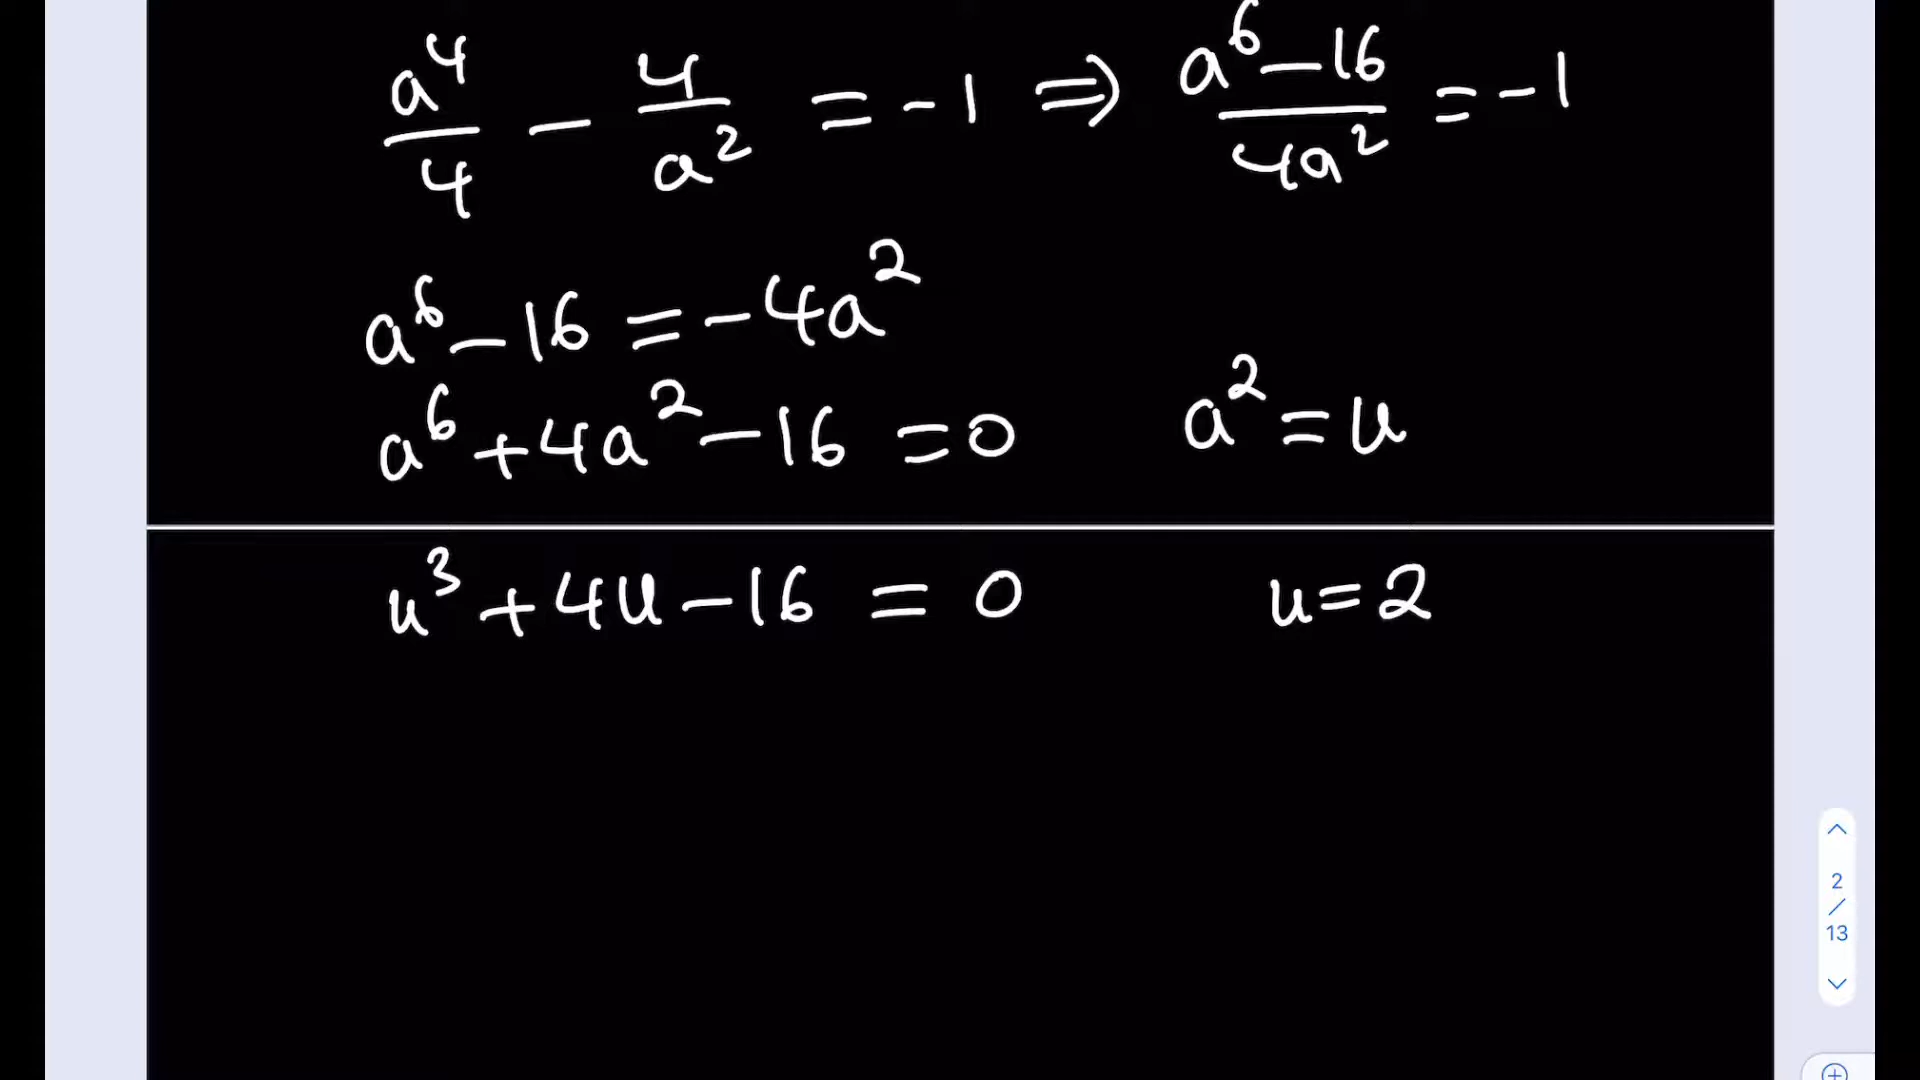 a⁴/4 − 4/a² = −1 ⇒ (a⁶−16)/(4a²) = −1
a⁶ − 16 = −4a²
a⁶ + 4a² − 16 = 0 a² = u
u³ + 4u − 16 = 0 u = 2
2
/
13